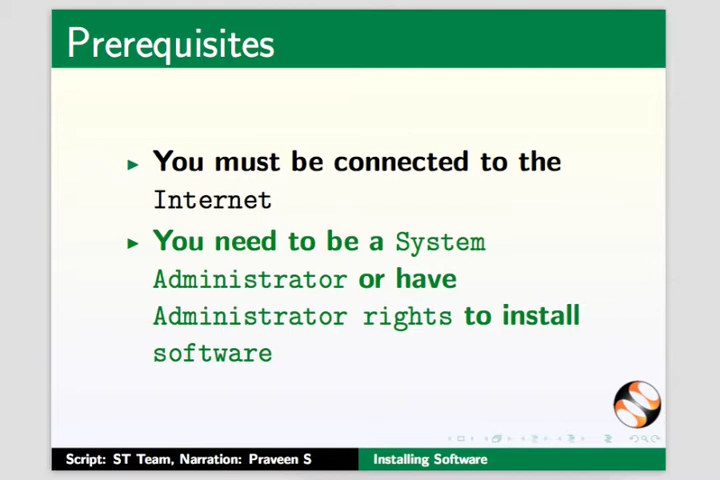 Prerequisites
You must be connected to the
Internet
You need to be a System
Administrator or have
Administrator rights to install
software
Script: ST Team, Narration: Praveen S
Installing Software